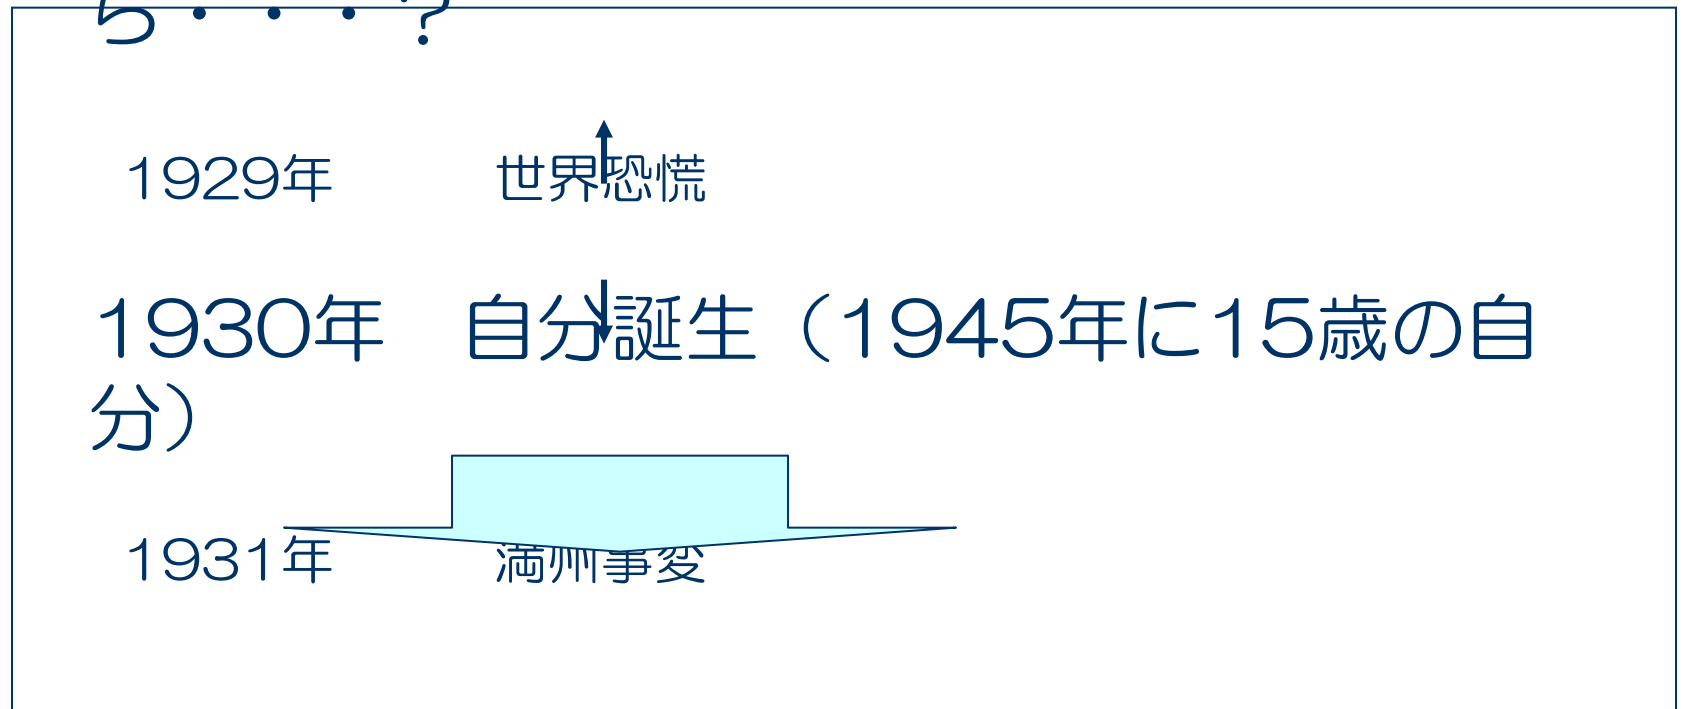 ら・・・？
1929年　　　世界恐慌
1930年　自分誕生（1945年に15歳の自
分）
1931年　　　満州事変